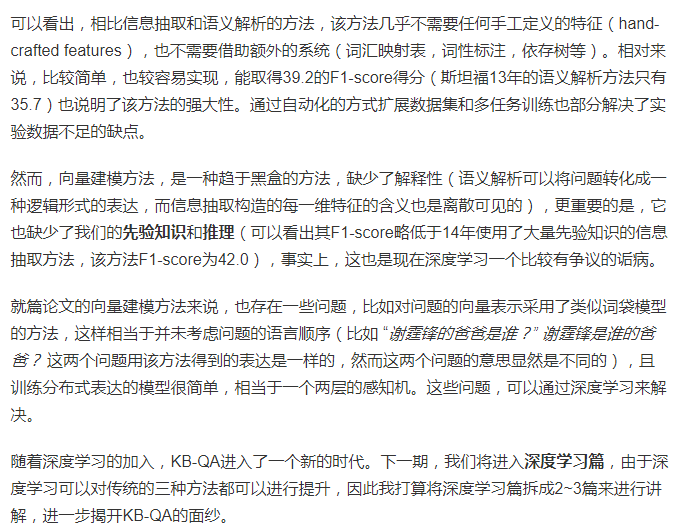 可以看出，相比信息抽取和语义解析的方法，该方法几乎不需要任何手工定义的特征（hand-
crafted features），也不需要借助额外的系统（词汇映射表，词性标注，依存树等）。相对来
说，比较简单，也较容易实现，能取得39.2的F1-score得分（斯坦福13年的语义解析方法只有
35.7）也说明了该方法的强大性。通过自动化的方式扩展数据集和多任务训练也部分解决了实
验数据不足的缺点。
然而，向量建模方法，是一种趋于黑盒的方法，缺少了解释性（语义解析可以将问题转化成一
种逻辑形式的表达，而信息抽取构造的每一维特征的含义也是离散可见的），更重要的是，它
也缺少了我们的先验知识和推理（可以看出其F1-score略低于14年使用了大量先验知识的信息
抽取方法，该方法F1-score为42.0），事实上，这也是现在深度学习一个比较有争议的诟病。
就篇论文的向量建模方法来说，也存在一些问题，比如对问题的向量表示采用了类似词袋模型
的方法，这样相当于并未考虑问题的语言顺序（比如 “谢霆锋的爸爸是谁？” 谢霆锋是谁的爸
爸？ 这两个问题用该方法得到的表达是一样的，然而这两个问题的意思显然是不同的），且
训练分布式表达的模型很简单，相当于一个两层的感知机。这些问题，可以通过深度学习来解
决。
随着深度学习的加入，KB-QA进入了一个新的时代。下一期，我们将进入深度学习篇，由于深
度学习可以对传统的三种方法都可以进行提升，因此我打算将深度学习篇拆成2~3篇来进行讲
解，进一步揭开KB-QA的面纱。